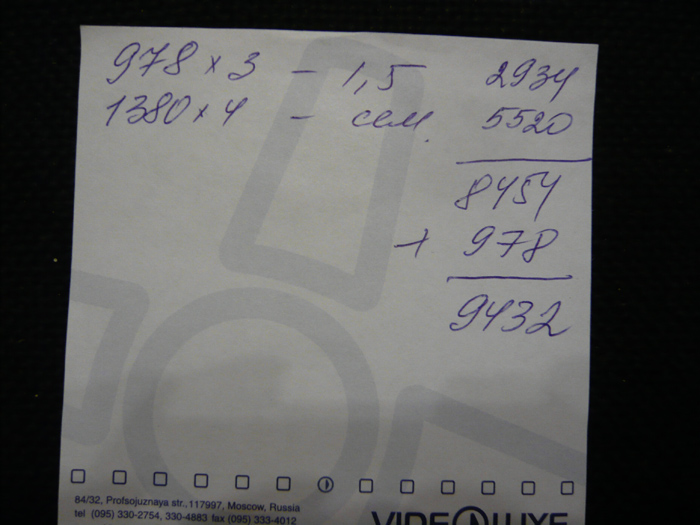 978 x 3 – 1,5 2934
1380 x 4 – сем. 5520
8454
+ 978
9432
84/32, Profsojuznaya str., 117997, Moscow, Russia
tel (095) 330-2754, 330-4883 fax (095) 333-4012
VIDEOLUXE